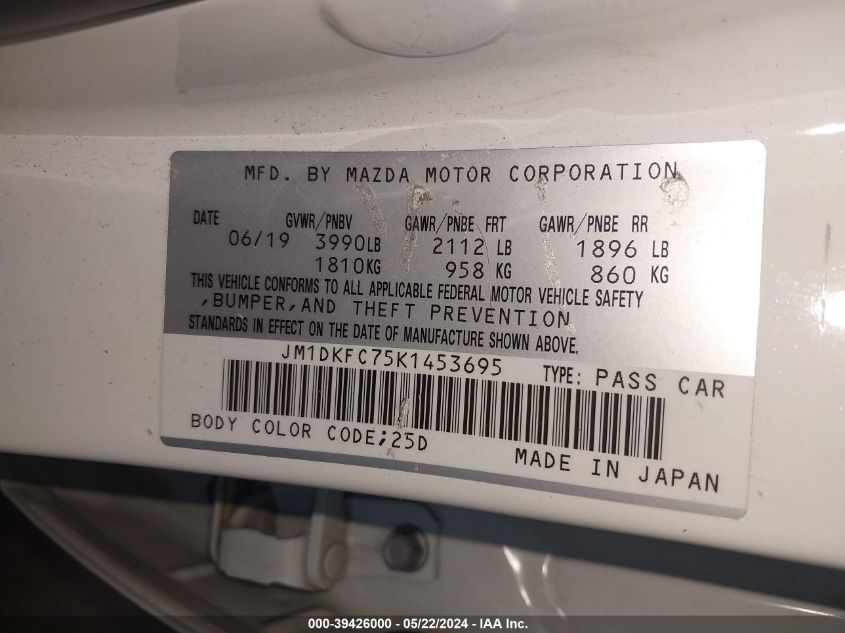 MFD. BY MAZDA MOTOR CORPORATION
DATE GVWR/PNBV GAWR/PNBE FRT GAWR/PNBE RR
06/19 3990LB 2112 LB 1896 LB
1810KG 958 KG 860 KG
THIS VEHICLE CONFORMS TO ALL APPLICABLE FEDERAL MOTOR VEHICLE SAFETY
,BUMPER,AND THEFT PREVENTION
STANDARDS IN EFFECT ON THE DATE OF MANUFACTURE SHOWN ABOVE.
JM1DKFC75K1453695 TYPE: PASS CAR
BODY COLOR CODE;25D
MADE IN JAPAN
000-39426000 - 05/22/2024 - IAA Inc.